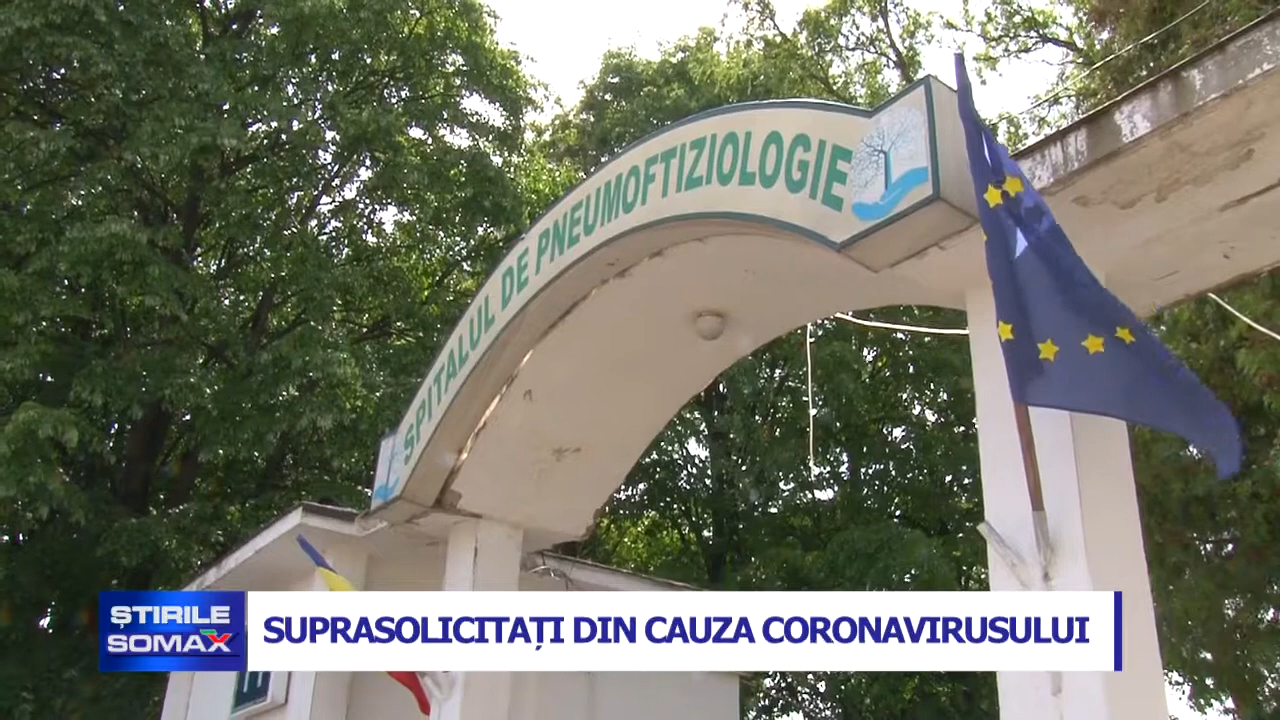 SPITALUL DE PNEUMOFTIZIOLOGIE
ȘTIRILE
SOMAX
SUPRASOLICITAȚI DIN CAUZA CORONAVIRUSULUI